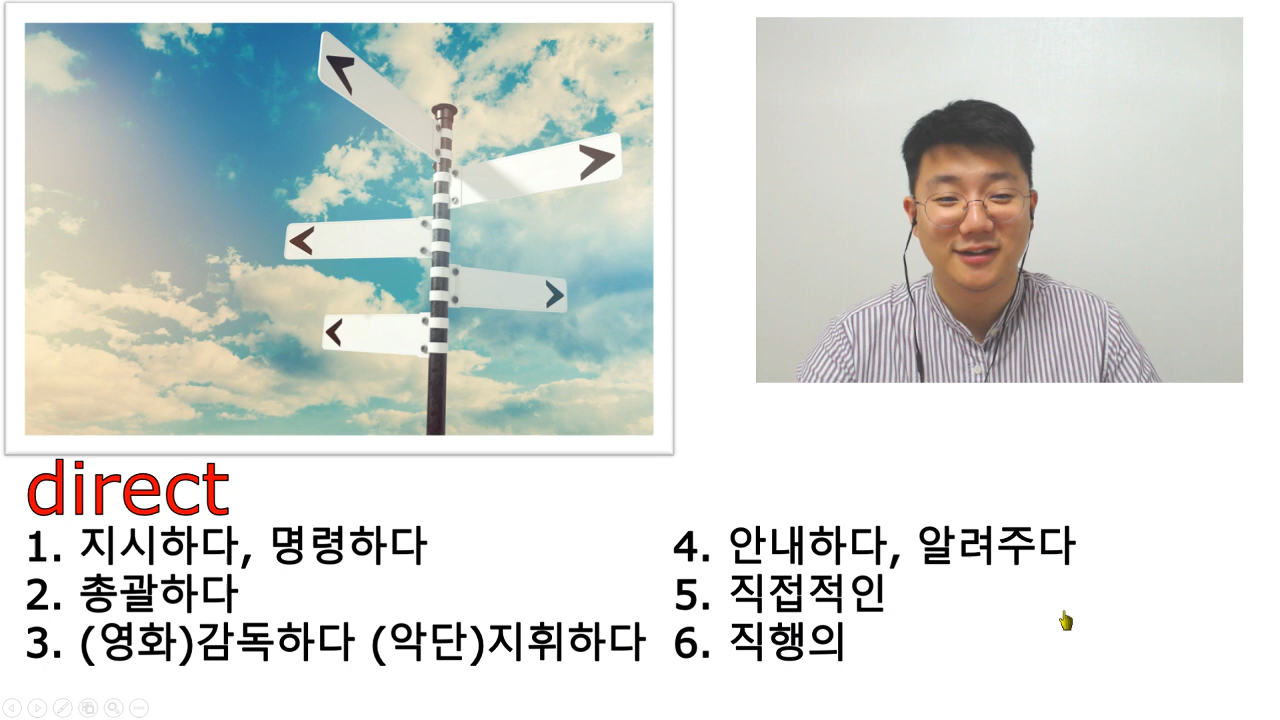 direct
1. 지시하다, 명령하다
2. 총괄하다
3. (영화)감독하다 (악단)지휘하다
4. 안내하다, 알려주다
5. 직접적인
6. 직행의